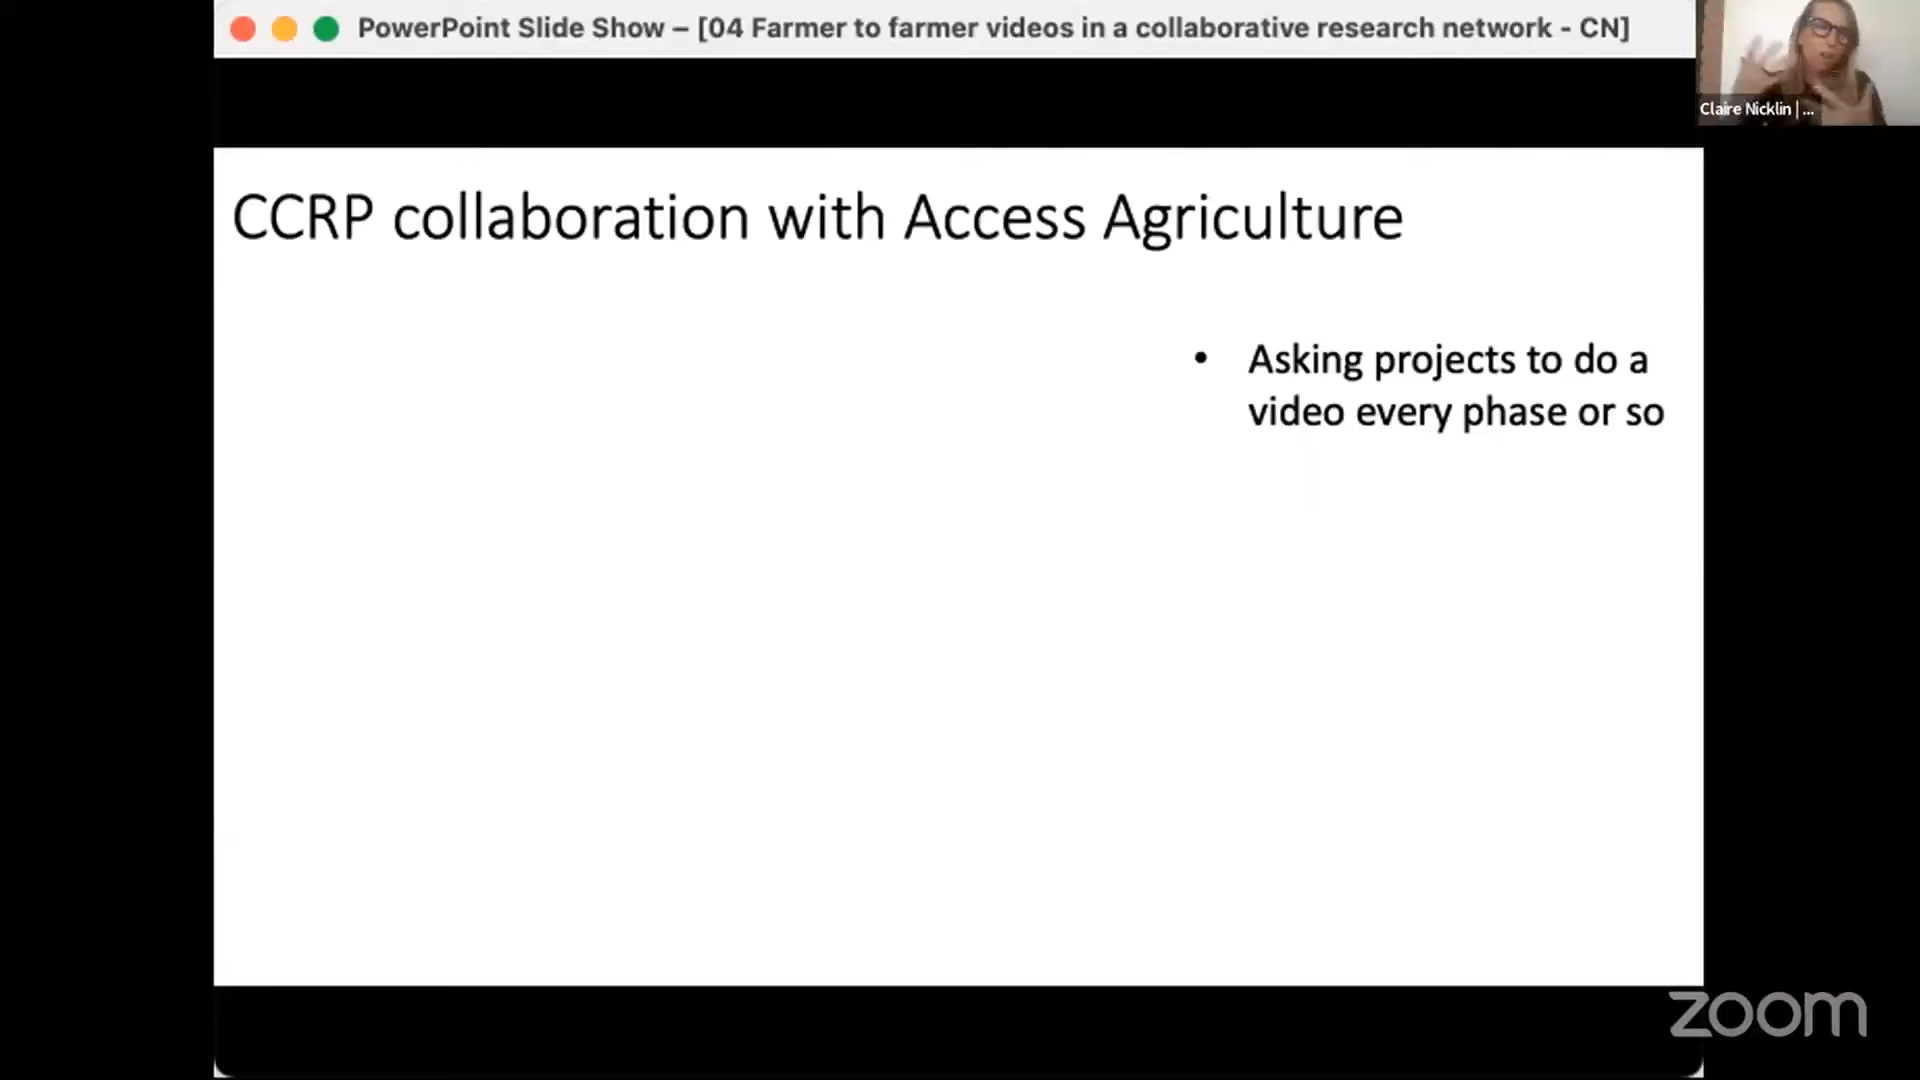 PowerPoint Slide Show – [04 Farmer to farmer videos in a collaborative research network - CN]
Claire Nicklin | ...
CCRP collaboration with Access Agriculture
• Asking projects to do a
video every phase or so
zoom